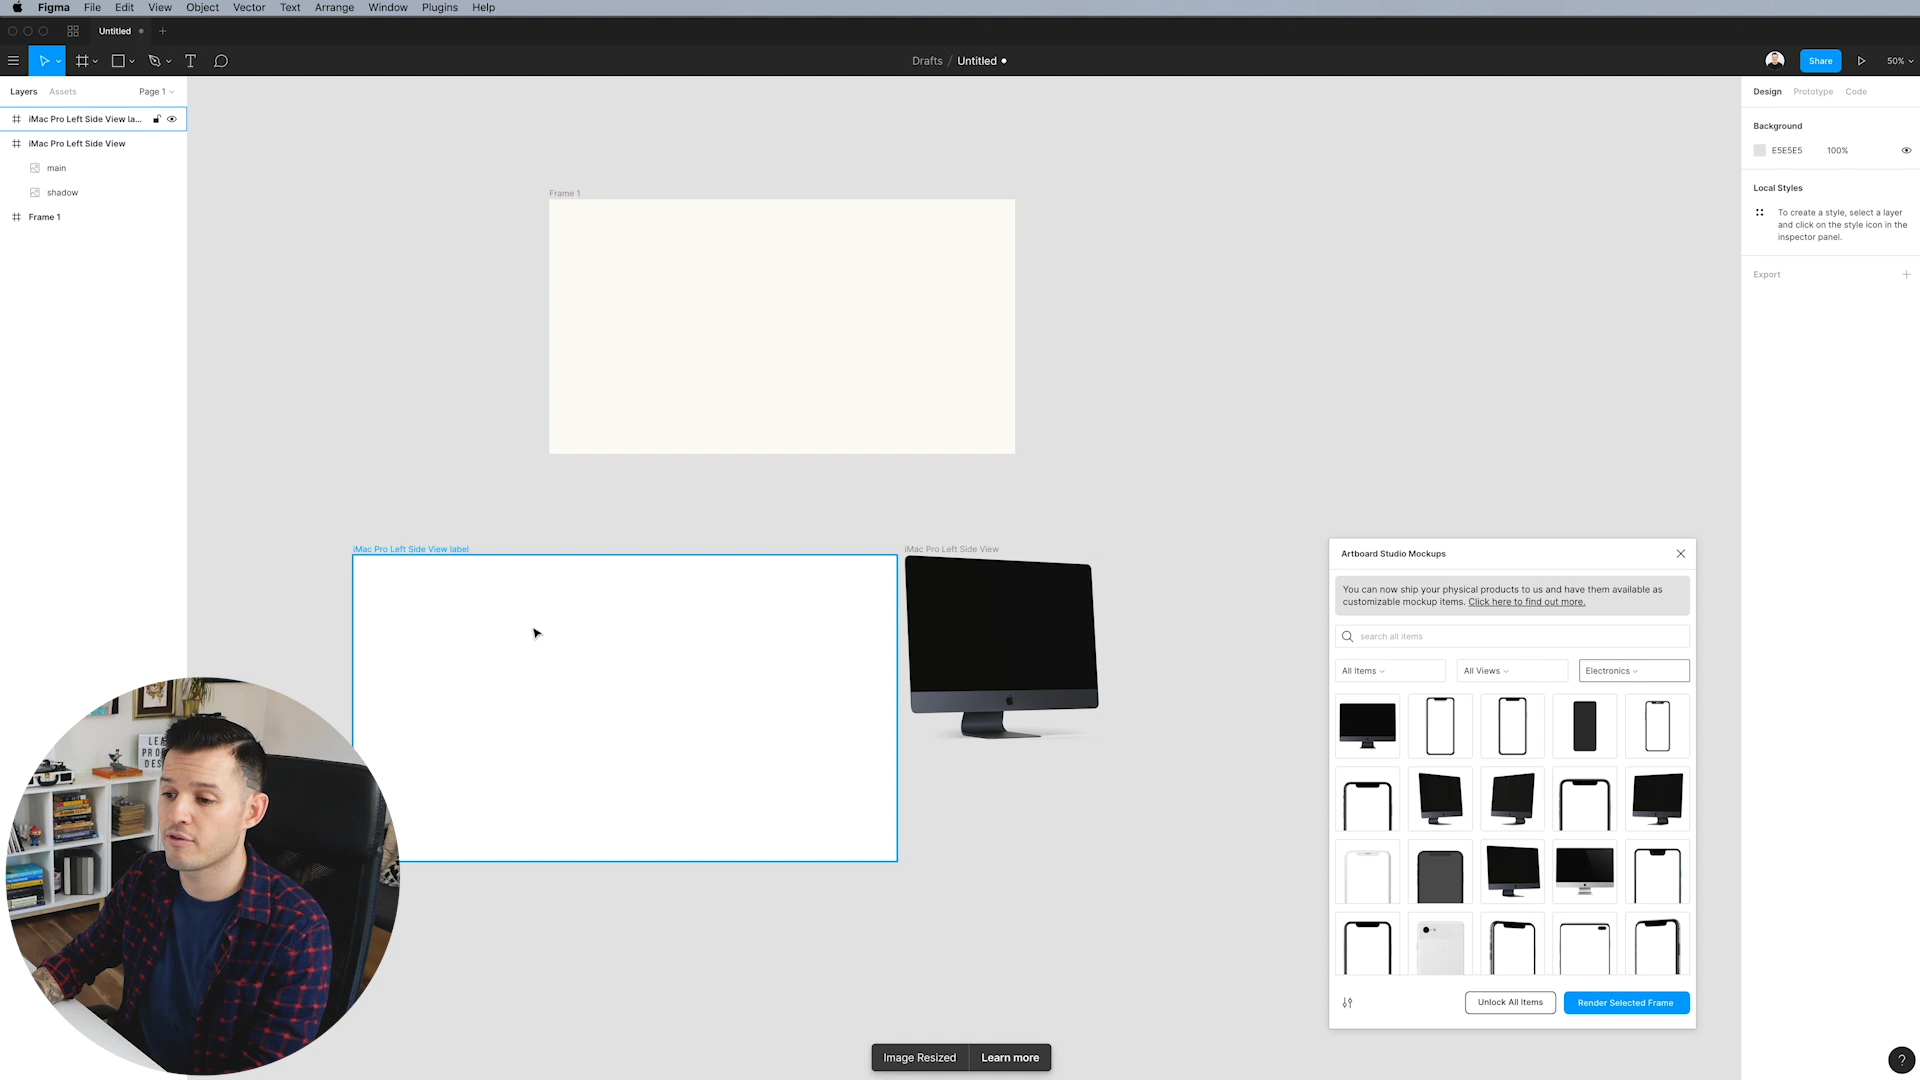 Figma File Edit View Object Vector Text Arrange Window Plugins Help
Untitled
Drafts / Untitled
Share
50%
Layers Assets Page 1
iMac Pro Left Side View la...
iMac Pro Left Side View
main
shadow
Frame 1
Frame 1
iMac Pro Left Side View label
iMac Pro Left Side View
Design Prototype Code
Background
E5E5E5 100%
Local Styles
To create a style, select a layer
and click on the style icon in the
inspector panel.
Export
Artboard Studio Mockups
You can now ship your physical products to us and have them available as
customizable mockup items. Click here to find out more.
search all items
All Items
All Views
Electronics
Unlock All Items
Render Selected Frame
Image Resized
Learn more
?